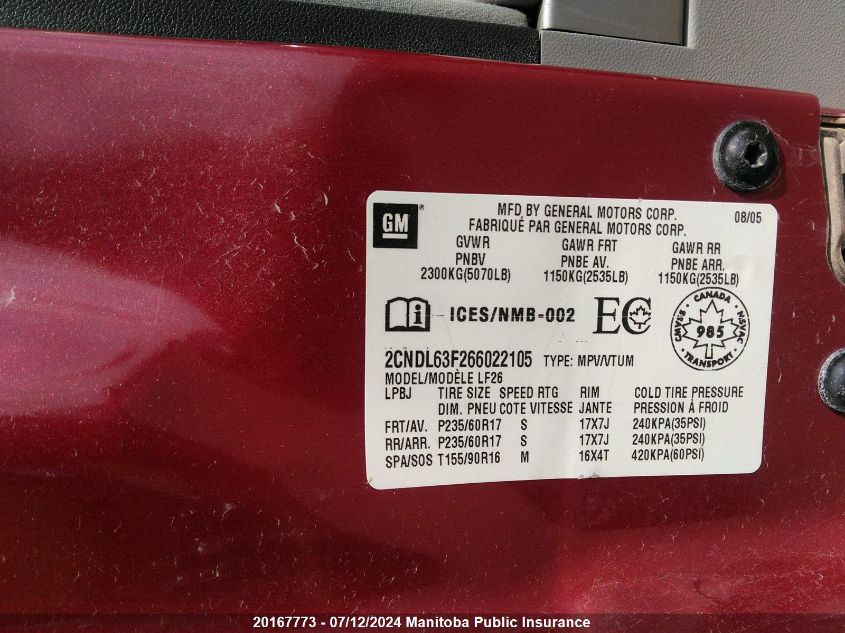 GM
MFD BY GENERAL MOTORS CORP. 08/05
FABRIQUÉ PAR GENERAL MOTORS CORP.
GVWR GAWR FRT GAWR RR
PNBV PNBE AV. PNBE ARR.
2300KG(5070LB) 1150KG(2535LB) 1150KG(2535LB)
i ICES/NMB-002 EC
CANADA
985
TRANSPORT
SVAC
NSVAC
2CNDL63F266022105 TYPE: MPV/VTUM
MODEL/MODÈLE LF26
LPBJ TIRE SIZE SPEED RTG RIM COLD TIRE PRESSURE
DIM. PNEU COTE VITESSE JANTE PRESSION À FROID
FRT/AV. P235/60R17 S 17X7J 240KPA(35PSI)
RR/ARR. P235/60R17 S 17X7J 240KPA(35PSI)
SPA/SOS T155/90R16 M 16X4T 420KPA(60PSI)
20167773 - 07/12/2024 Manitoba Public Insurance